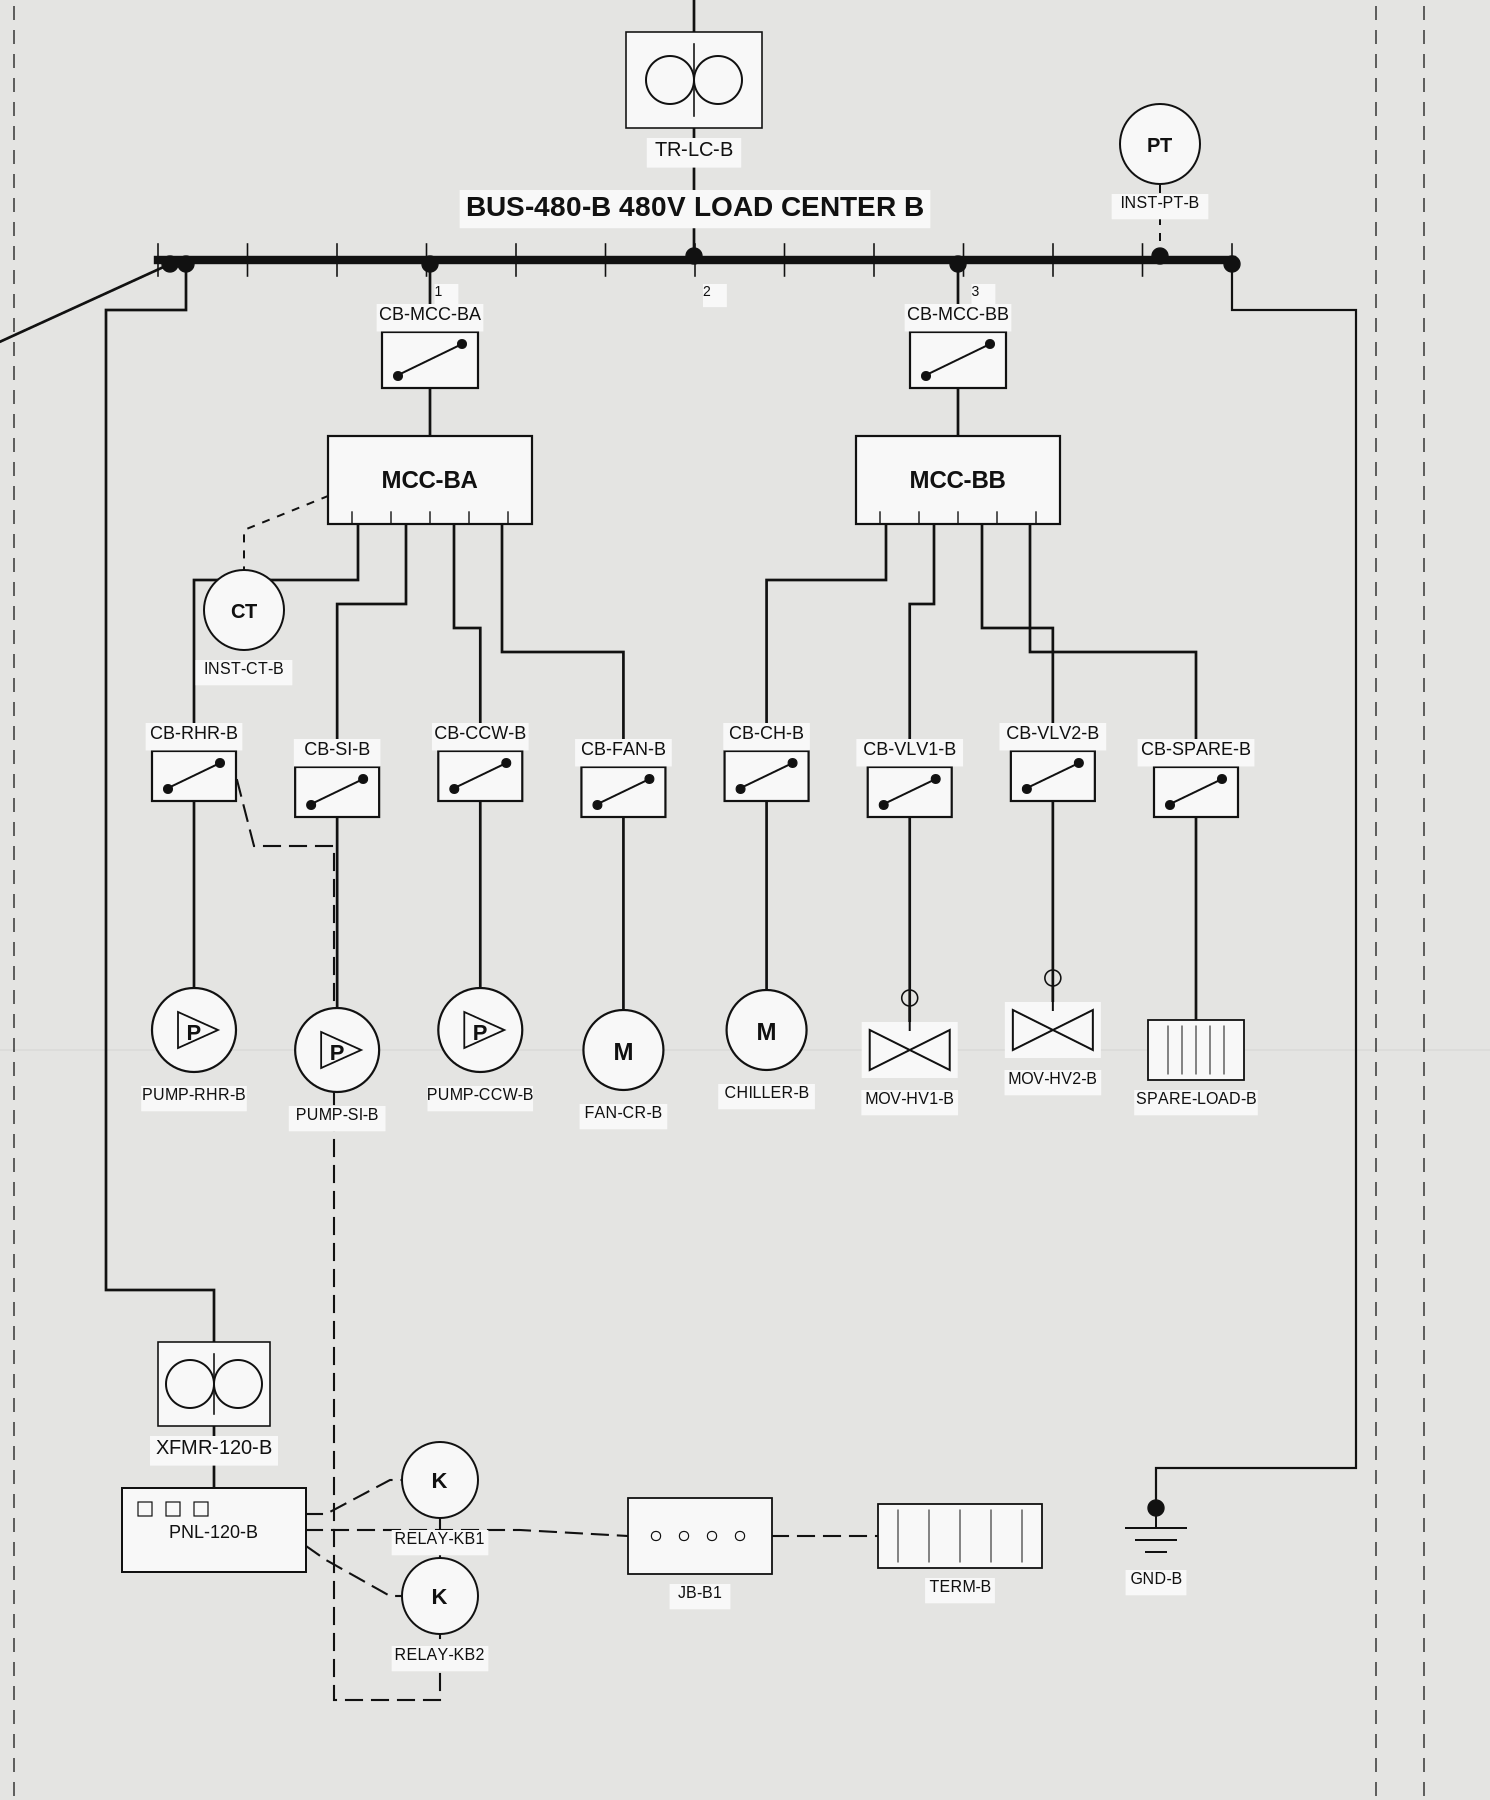 TR-LC-B
PT
INST-PT-B
BUS-480-B 480V LOAD CENTER B
1
2
3
CB-MCC-BA
CB-MCC-BB
MCC-BA
MCC-BB
CT
INST-CT-B
CB-RHR-B
CB-SI-B
CB-CCW-B
CB-FAN-B
CB-CH-B
CB-VLV1-B
CB-VLV2-B
CB-SPARE-B
P
P
P
M
M
PUMP-RHR-B
PUMP-SI-B
PUMP-CCW-B
FAN-CR-B
CHILLER-B
MOV-HV1-B
MOV-HV2-B
SPARE-LOAD-B
XFMR-120-B
PNL-120-B
K
RELAY-KB1
K
RELAY-KB2
JB-B1
TERM-B
GND-B